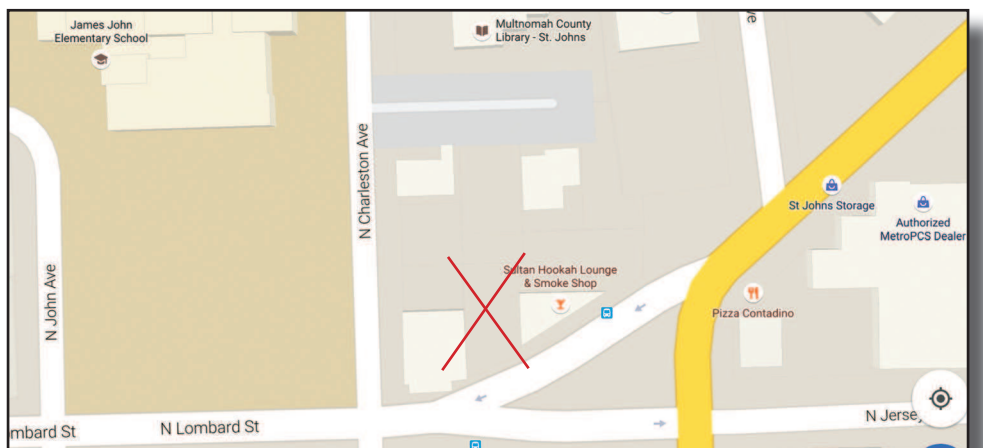 James John
Elementary School
Multnomah County
Library - St. Johns
ve
N Charleston Ave
St Johns Storage
Authorized
MetroPCS Dealer
N John Ave
Sultan Hookah Lounge
& Smoke Shop
Pizza Contadino
mbard St
N Lombard St
N Jersey